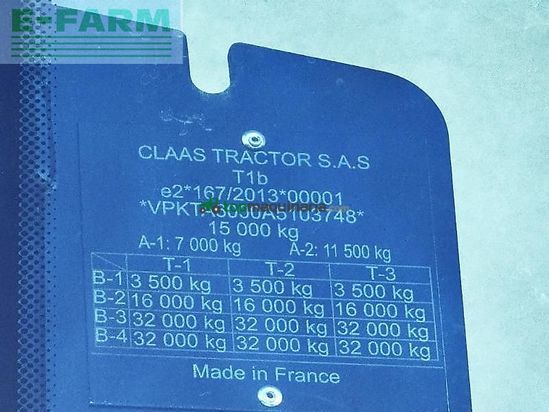 E-FARM
CLAAS TRACTOR S.A.S
T1b
e2*167/2013*00001
15 000 kg
A-1: 7 000 kg A-2: 11 500 kg
T-1 T-2 T-3
B-1 3 500 kg 3 500 kg 3 500 kg
B-2 16 000 kg 16 000 kg 16 000 kg
B-3 32 000 kg 32 000 kg 32 000 kg
B-4 32 000 kg 32 000 kg 32 000 kg
Made in France